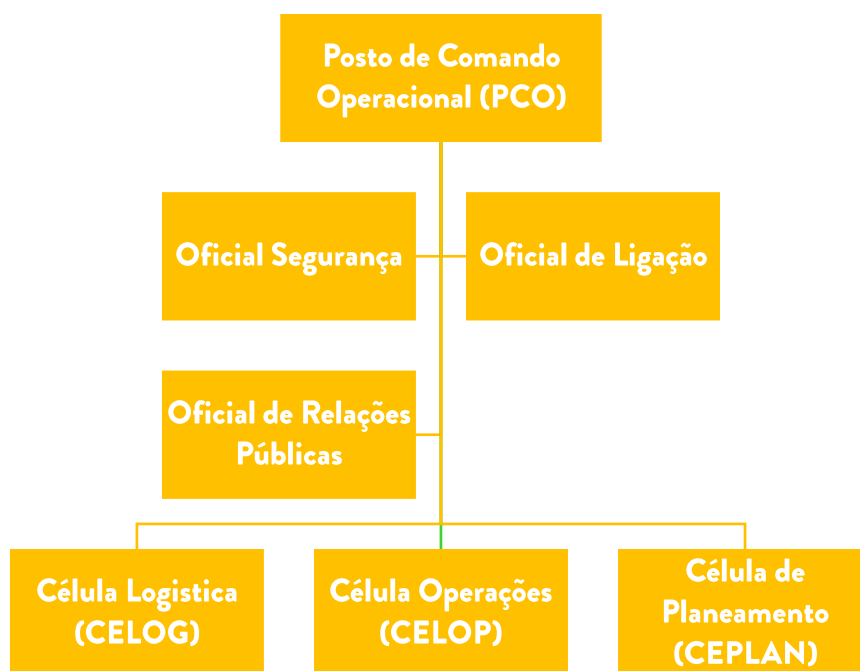 Posto de Comando
Operacional (PCO)
Oficial Segurança
Oficial de Ligação
Oficial de Relações
Públicas
Célula Logistica
(CELOG)
Célula Operações
(CELOP)
Célula de
Planeamento
(CEPLAN)